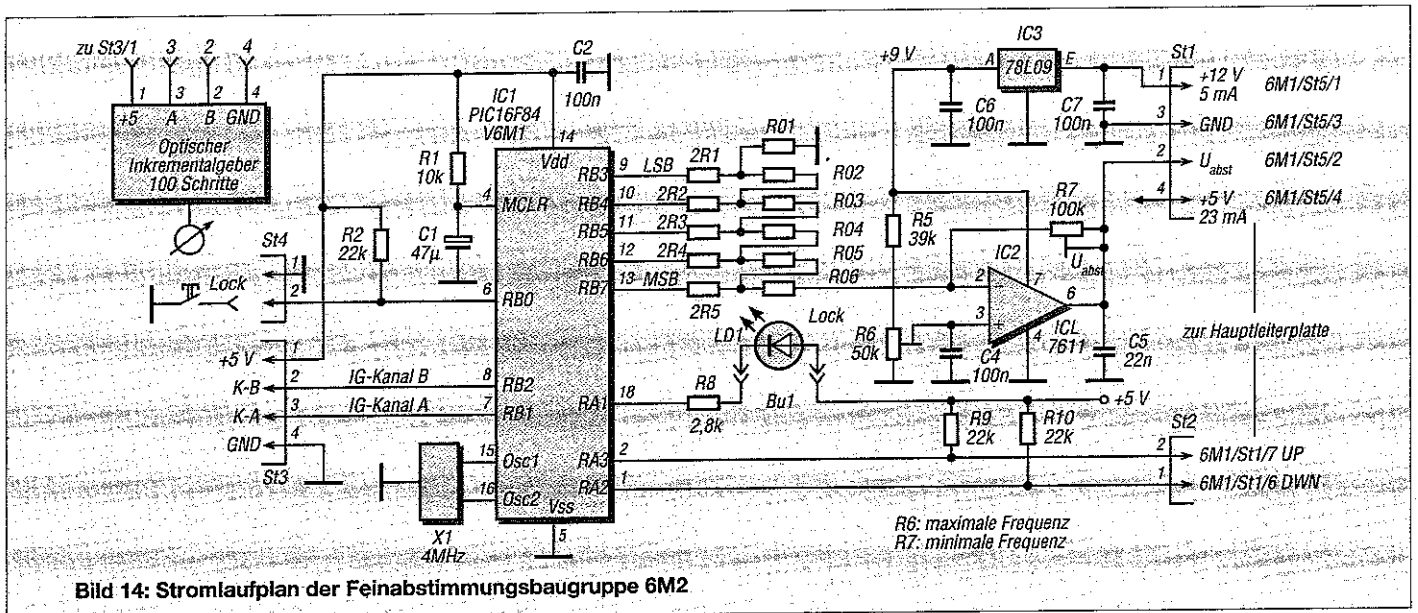 zu St3/1 3 2 4
1 3 2 4
+5 A B GND
Optischer
Inkrementalgeber
100 Schritte
St4
1
Lock 2
R2
22k
+5 V 1
K-B 2
K-A 3
GND 4
St3
IG-Kanal B
IG-Kanal A
C2
100n
R1
10k
C1
47µ
IC1
PIC16F84
V6M1
14
Vdd
4 MCLR
6 RB0
8 RB2
7 RB1
15 Osc1
16 Osc2
Vss
5
X1
4MHz
RB3 9 LSB 2R1
RB4 10 2R2
RB5 11 2R3
RB6 12 2R4
RB7 13 MSB 2R5
RA1 18
RA3 2
RA2 1
R01
R02
R03
R04
R05
R06
LD1
Lock
Bu1
R8
2,8k
+9 V
IC3
A 78L09 E
C6
100n
C7
100n
R5
39k
R6
50k
C4
100n
IC2
2
3
7
6
4
ICL
7611
R7
100k
Uabst
C5
22n
+5 V
R9
22k
R10
22k
St1
1 +12 V 6M1/St5/1
5 mA
3 GND 6M1/St5/3
2 Uabst 6M1/St5/2
4 +5 V 6M1/St5/4
23 mA
zur Hauptleiterplatte
St2
2 6M1/St1/7 UP
1 6M1/St1/6 DWN
R6: maximale Frequenz
R7: minimale Frequenz
Bild 14: Stromlaufplan der Feinabstimmungsbaugruppe 6M2